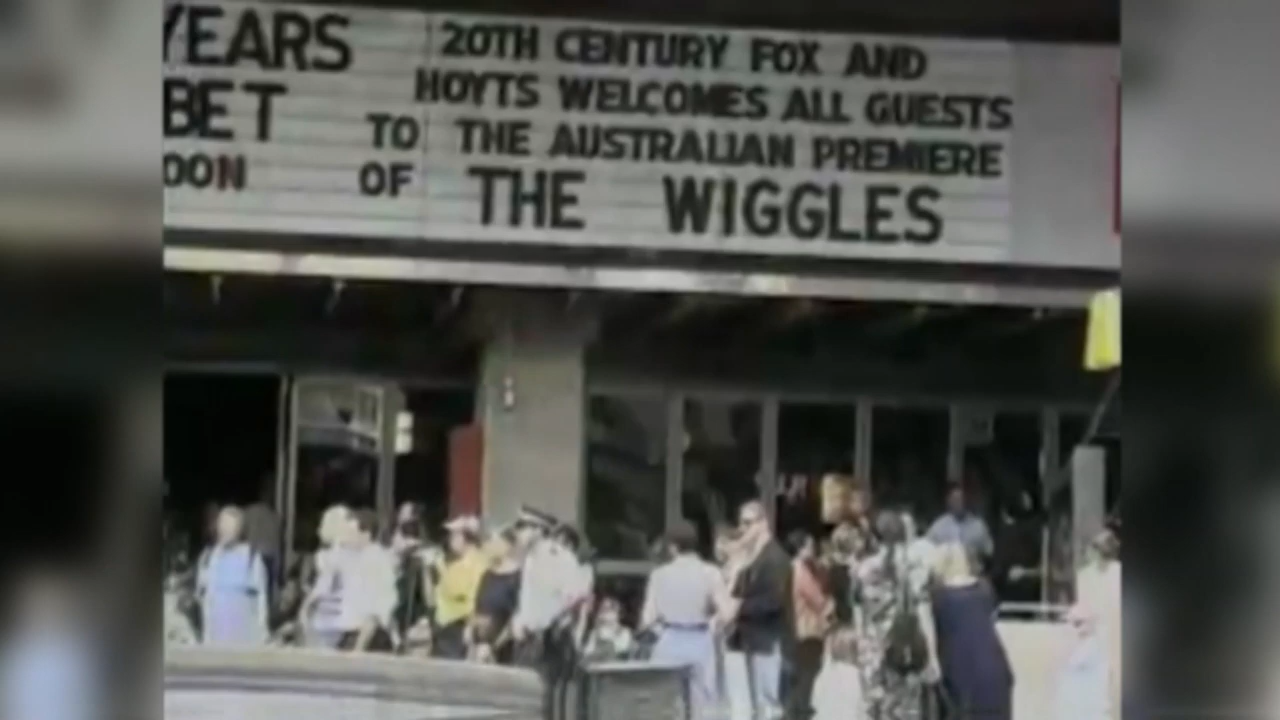 YEARS
BET
OON
20TH CENTURY FOX AND
HOYTS WELCOMES ALL GUESTS
TO THE AUSTRALIAN PREMIERE
OF THE WIGGLES